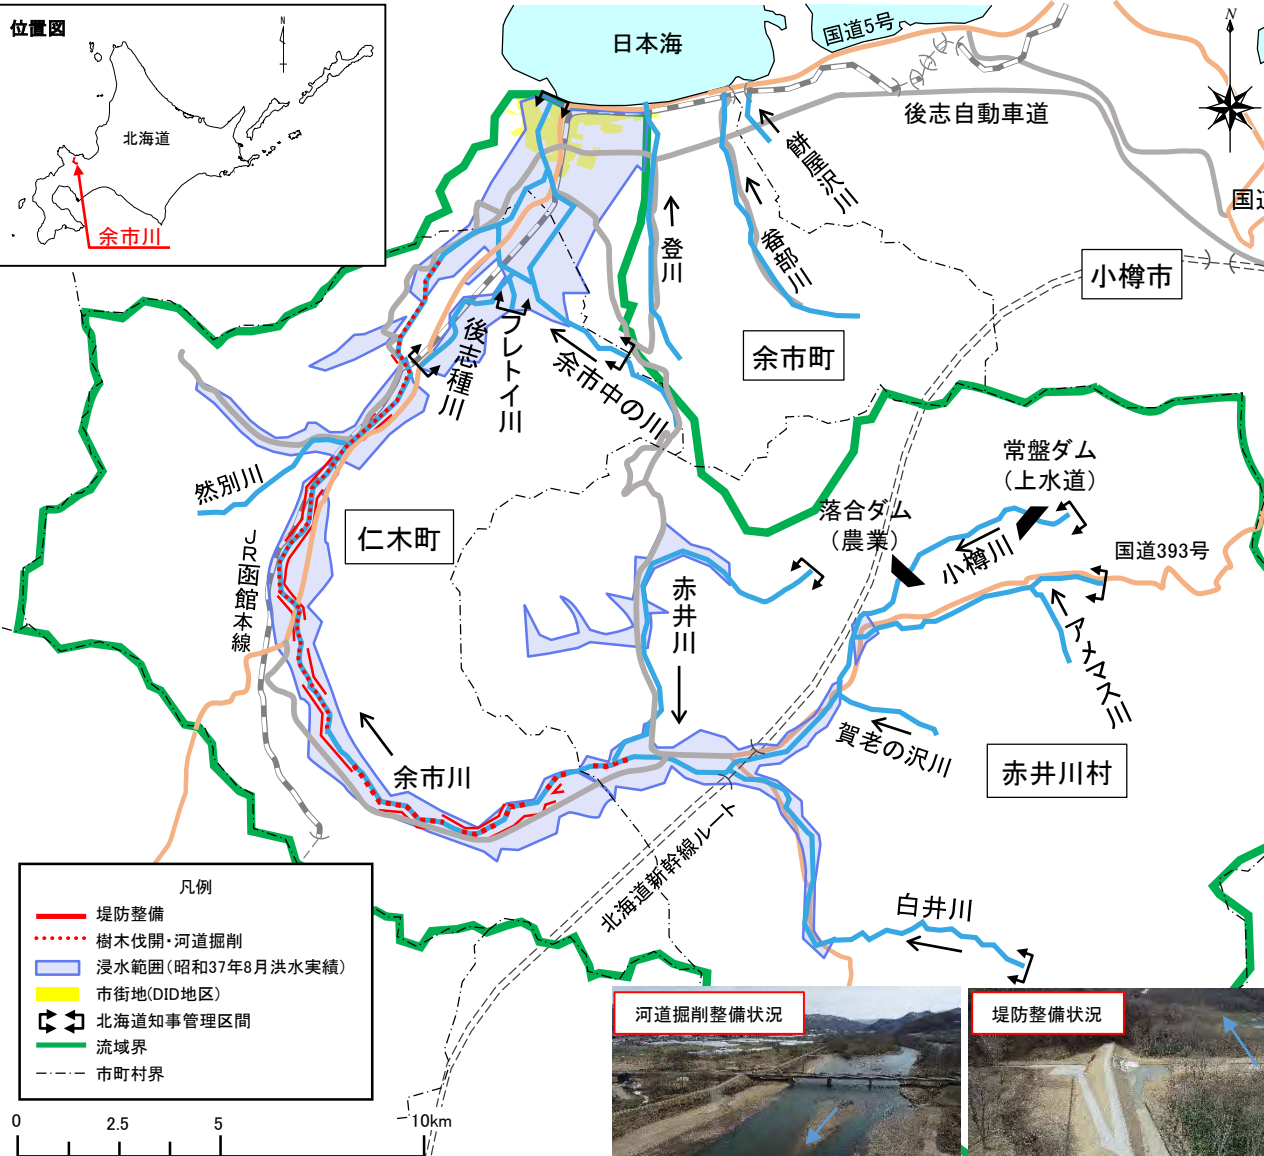 位置図
N
北海道
余市川
日本海
国道5号
N
後志自動車道
餅屋沢川
国道
登川
畚部川
小樽市
余市町
後志種川
フレトイ川
余市中の川
常盤ダム
（上水道）
然別川
落合ダム
（農業）
仁木町
小樽川
国道393号
JR函館本線
赤井川
アメマス川
賀老の沢川
赤井川村
余市川
北海道新幹線ルート
白井川
凡例
堤防整備
樹木伐開・河道掘削
浸水範囲(昭和37年8月洪水実績)
市街地(DID地区)
北海道知事管理区間
流域界
市町村界
0 2.5 5 10km
河道掘削整備状況
堤防整備状況